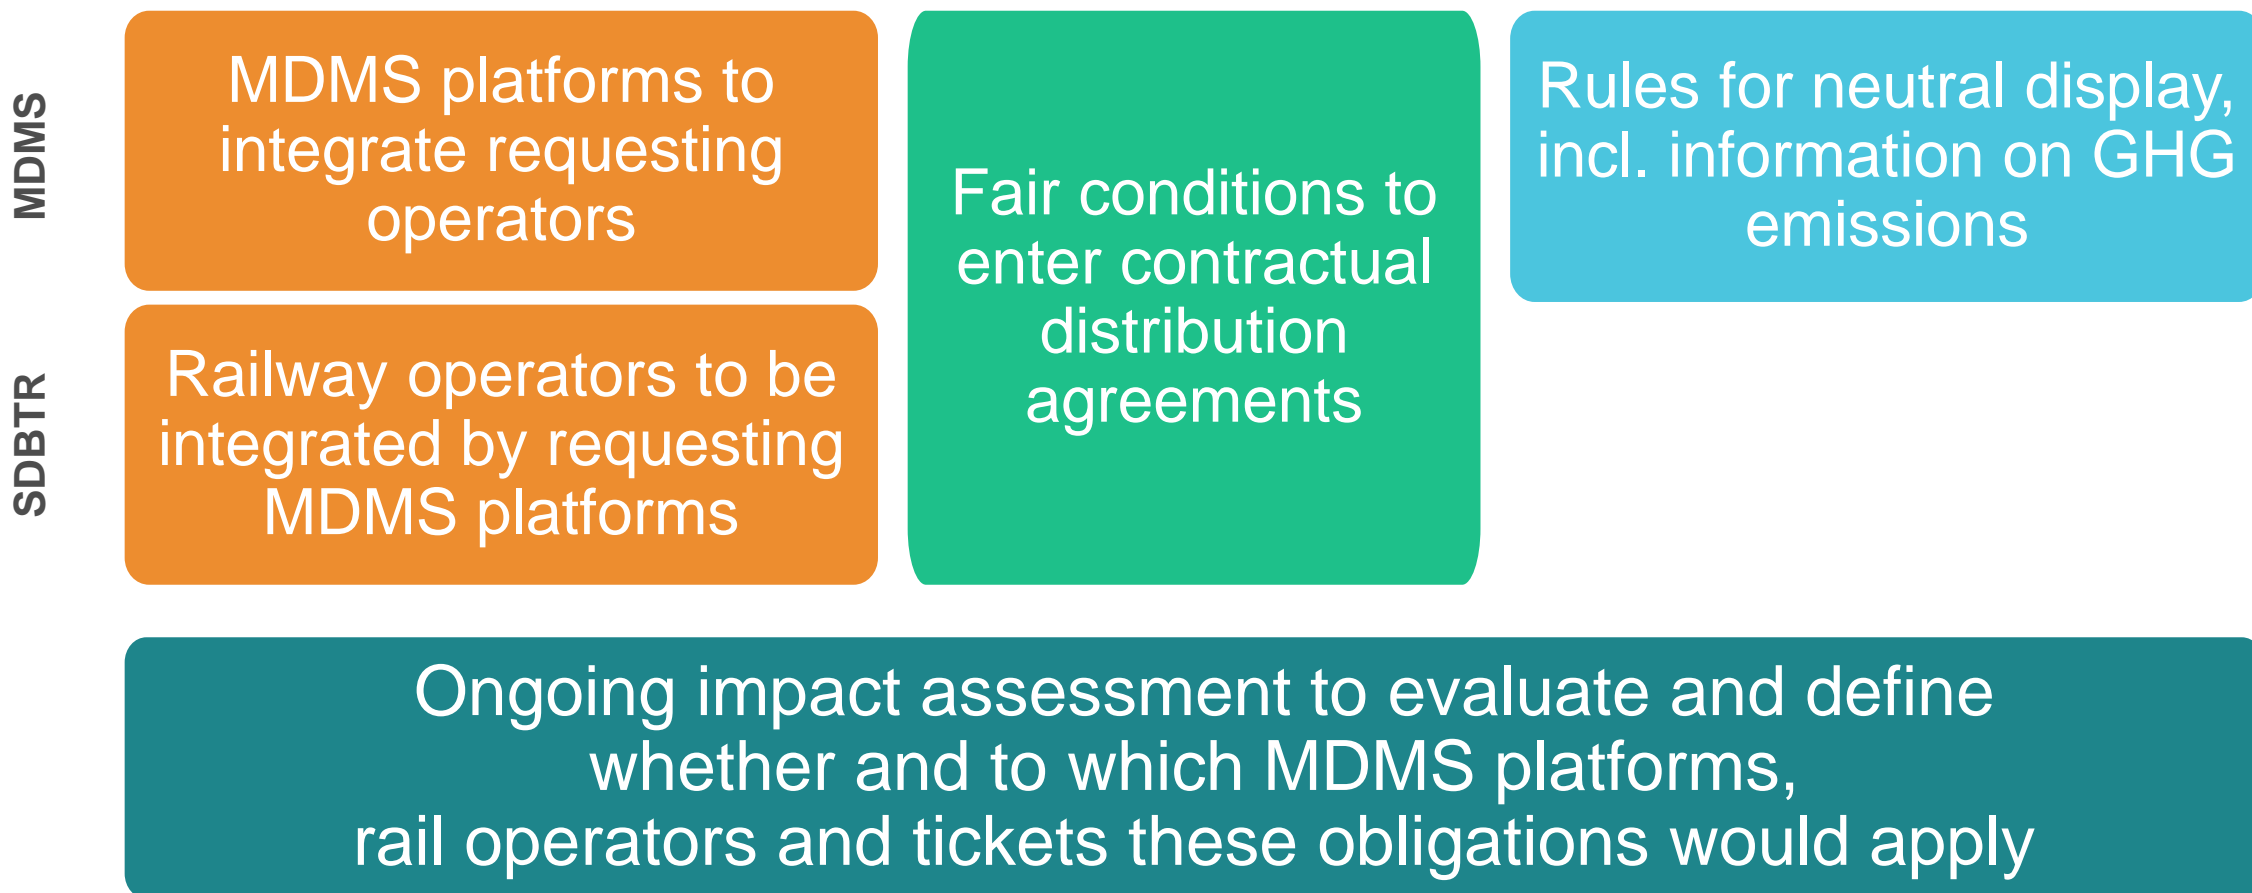 MDMS
MDMS platforms to
integrate requesting
operators
SDBTR
Railway operators to be
integrated by requesting
MDMS platforms
Fair conditions to
enter contractual
distribution
agreements
Rules for neutral display,
incl. information on GHG
emissions
Ongoing impact assessment to evaluate and define
whether and to which MDMS platforms,
rail operators and tickets these obligations would apply